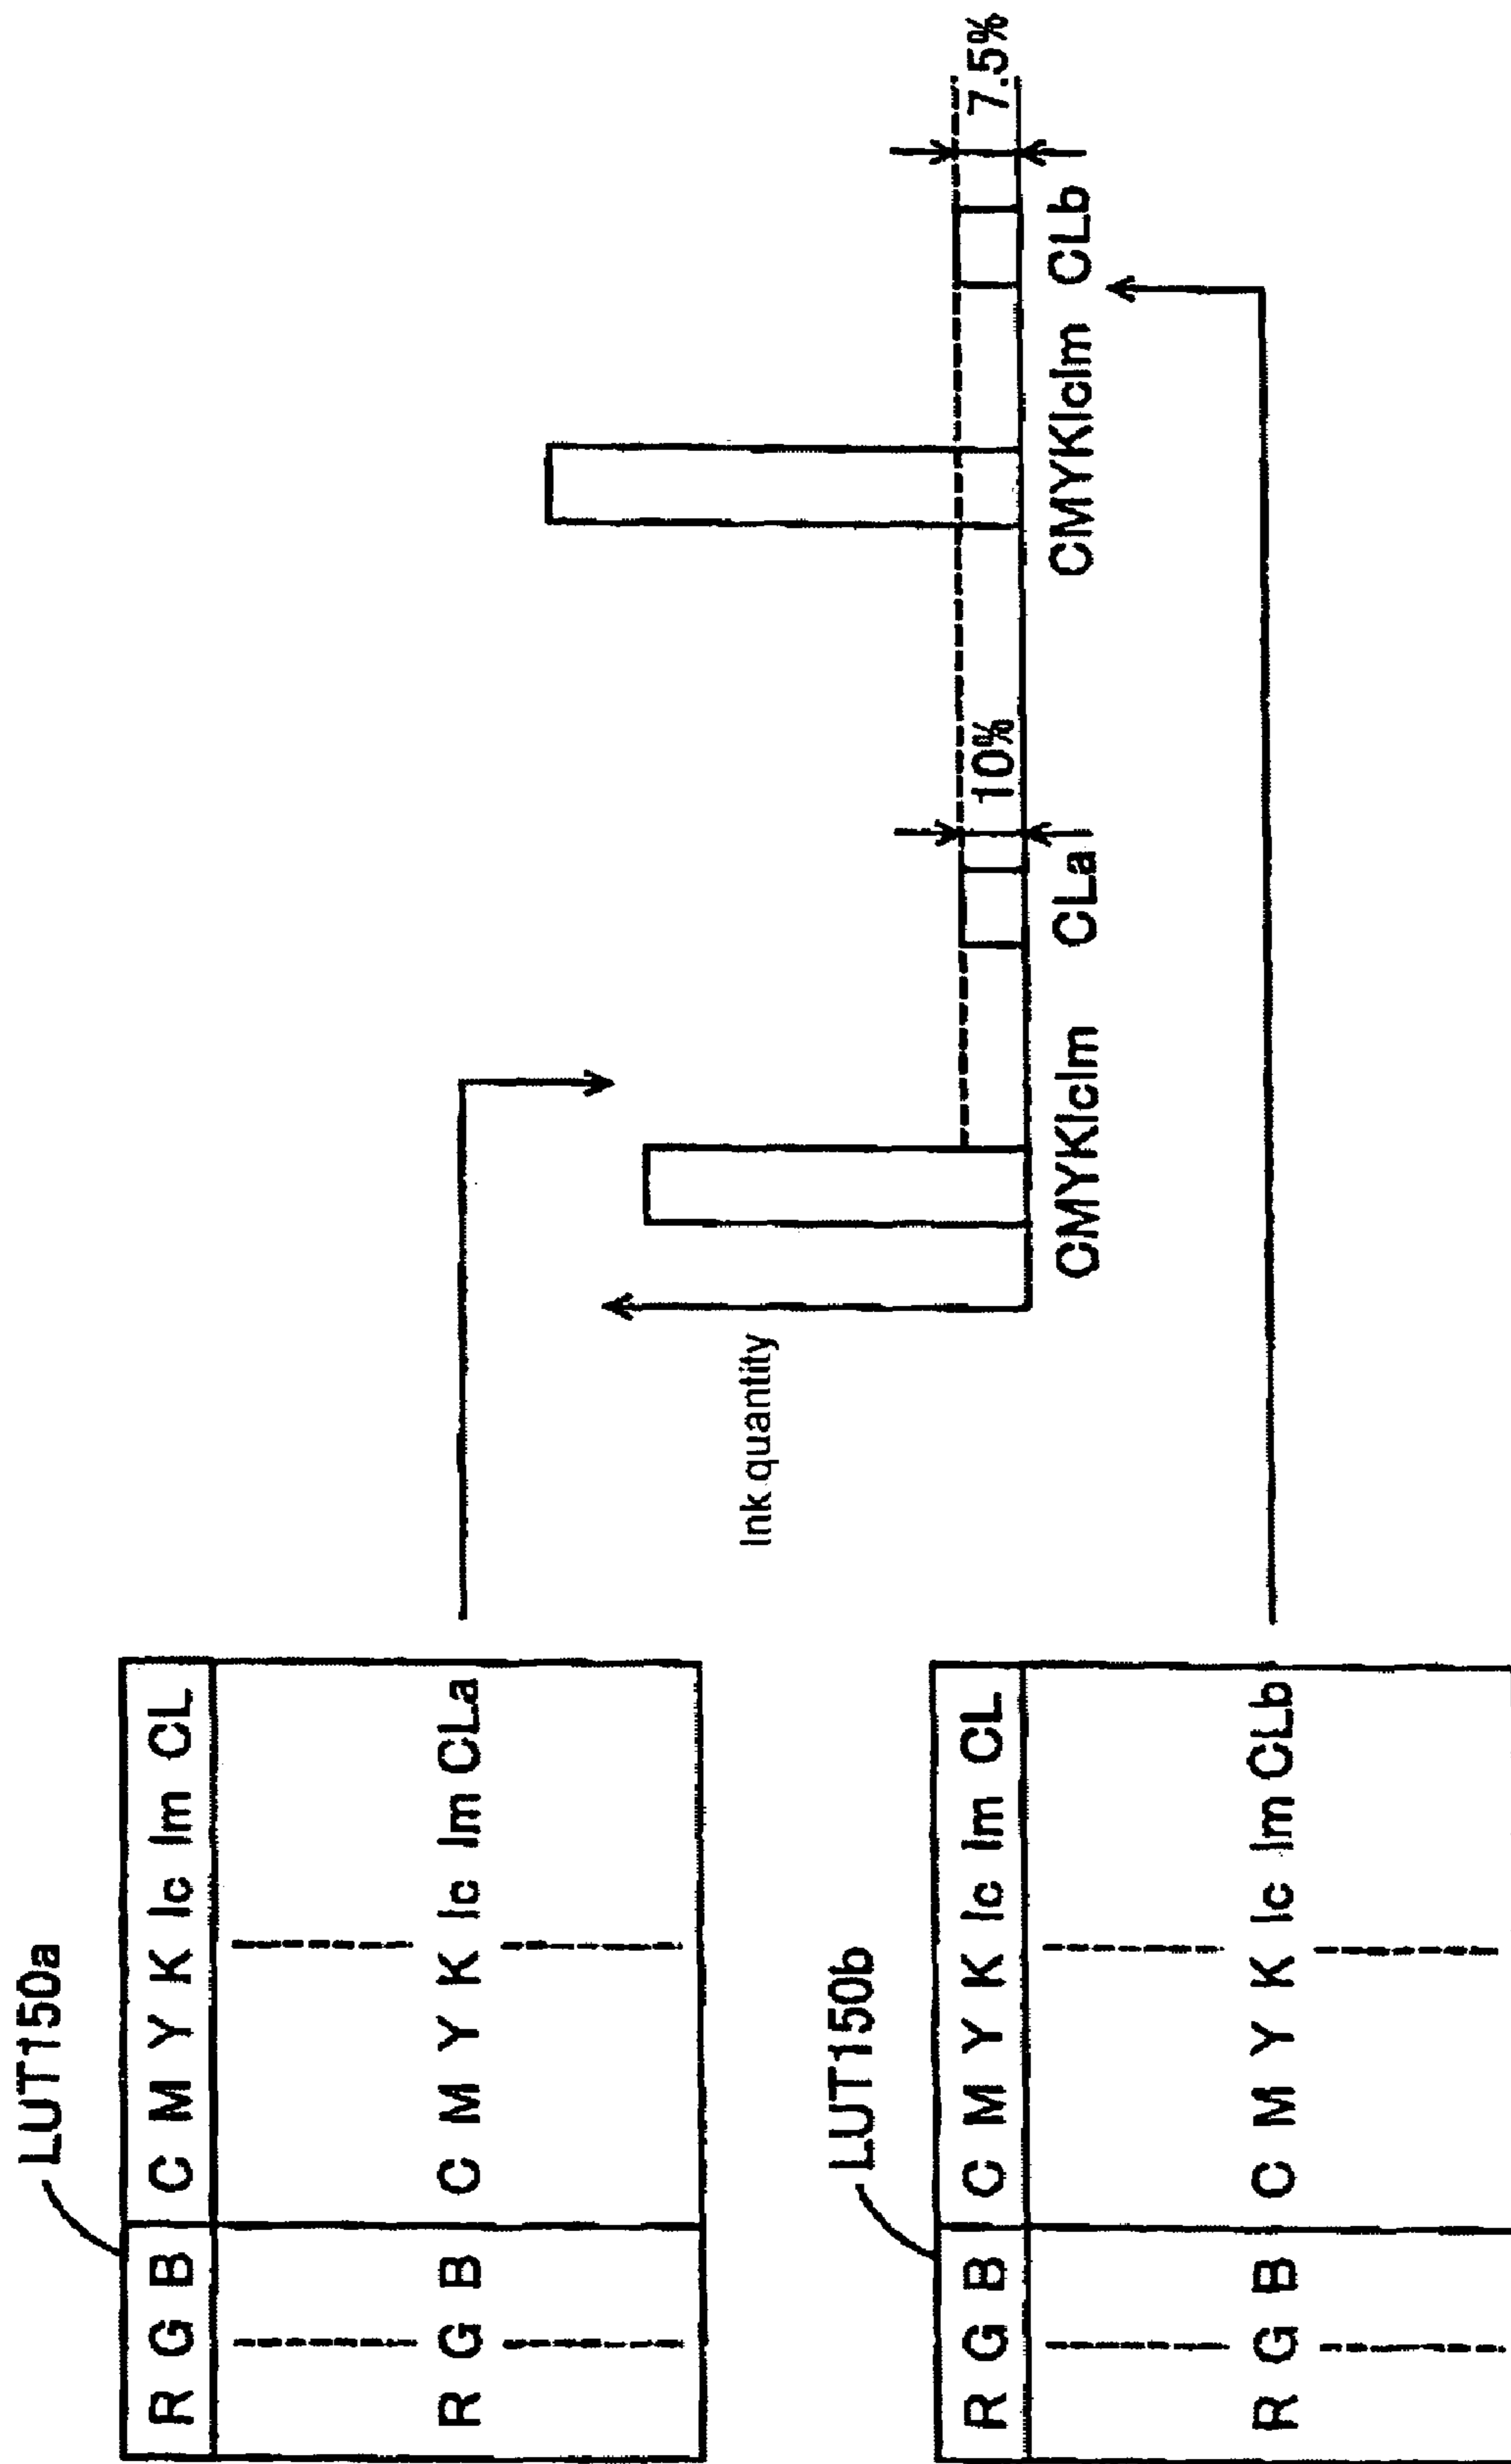 LUT150a
R G B C M Y K lc lm CL
R G B C M Y K lc lm CLa
LUT150b
R G B C M Y K lc lm CL
R G B C M Y K lc lm CLb
Ink quantity
CMYKlclm CLa
10%
CMYKlclm CLb
7.5%